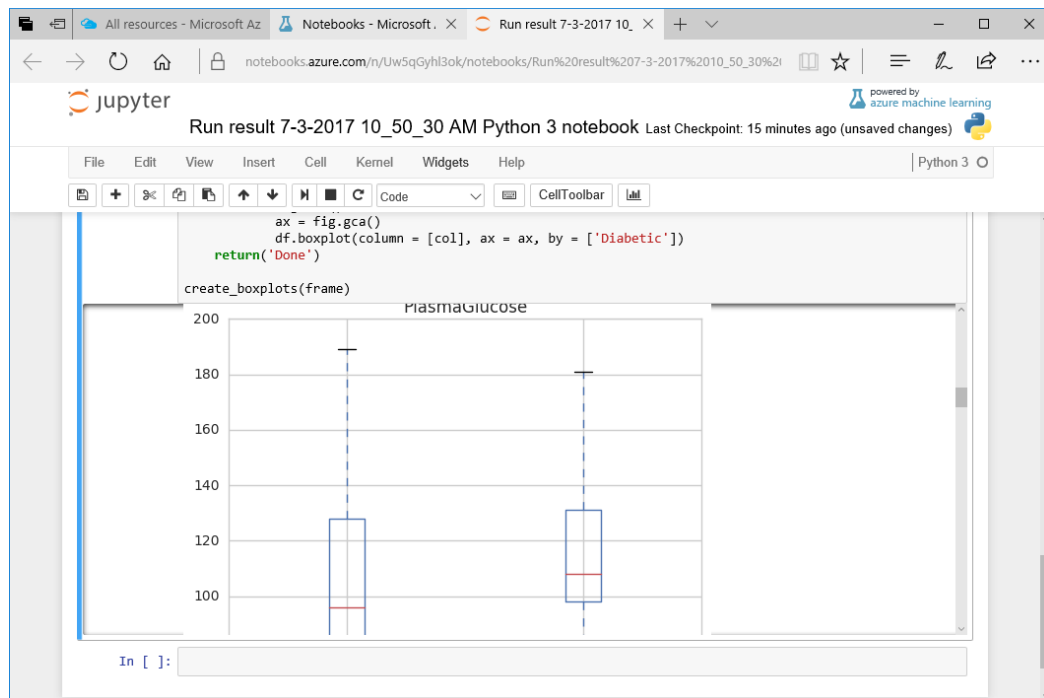 All resources - Microsoft Az
Notebooks - Microsoft .
Run result 7-3-2017 10_
notebooks.azure.com/n/Uw5qGyhl3ok/notebooks/Run%20result%207-3-2017%2010_50_30%2
jupyter
powered by
azure machine learning
Run result 7-3-2017 10_50_30 AM Python 3 notebook Last Checkpoint: 15 minutes ago (unsaved changes)
File Edit View Insert Cell Kernel Widgets Help Python 3
Code CellToolbar
ax = fig.gca()
df.boxplot(column = [col], ax = ax, by = ['Diabetic'])
return('Done')
create_boxplots(frame)
PlasmaGlucose
200
180
160
140
120
100
In [ ]: